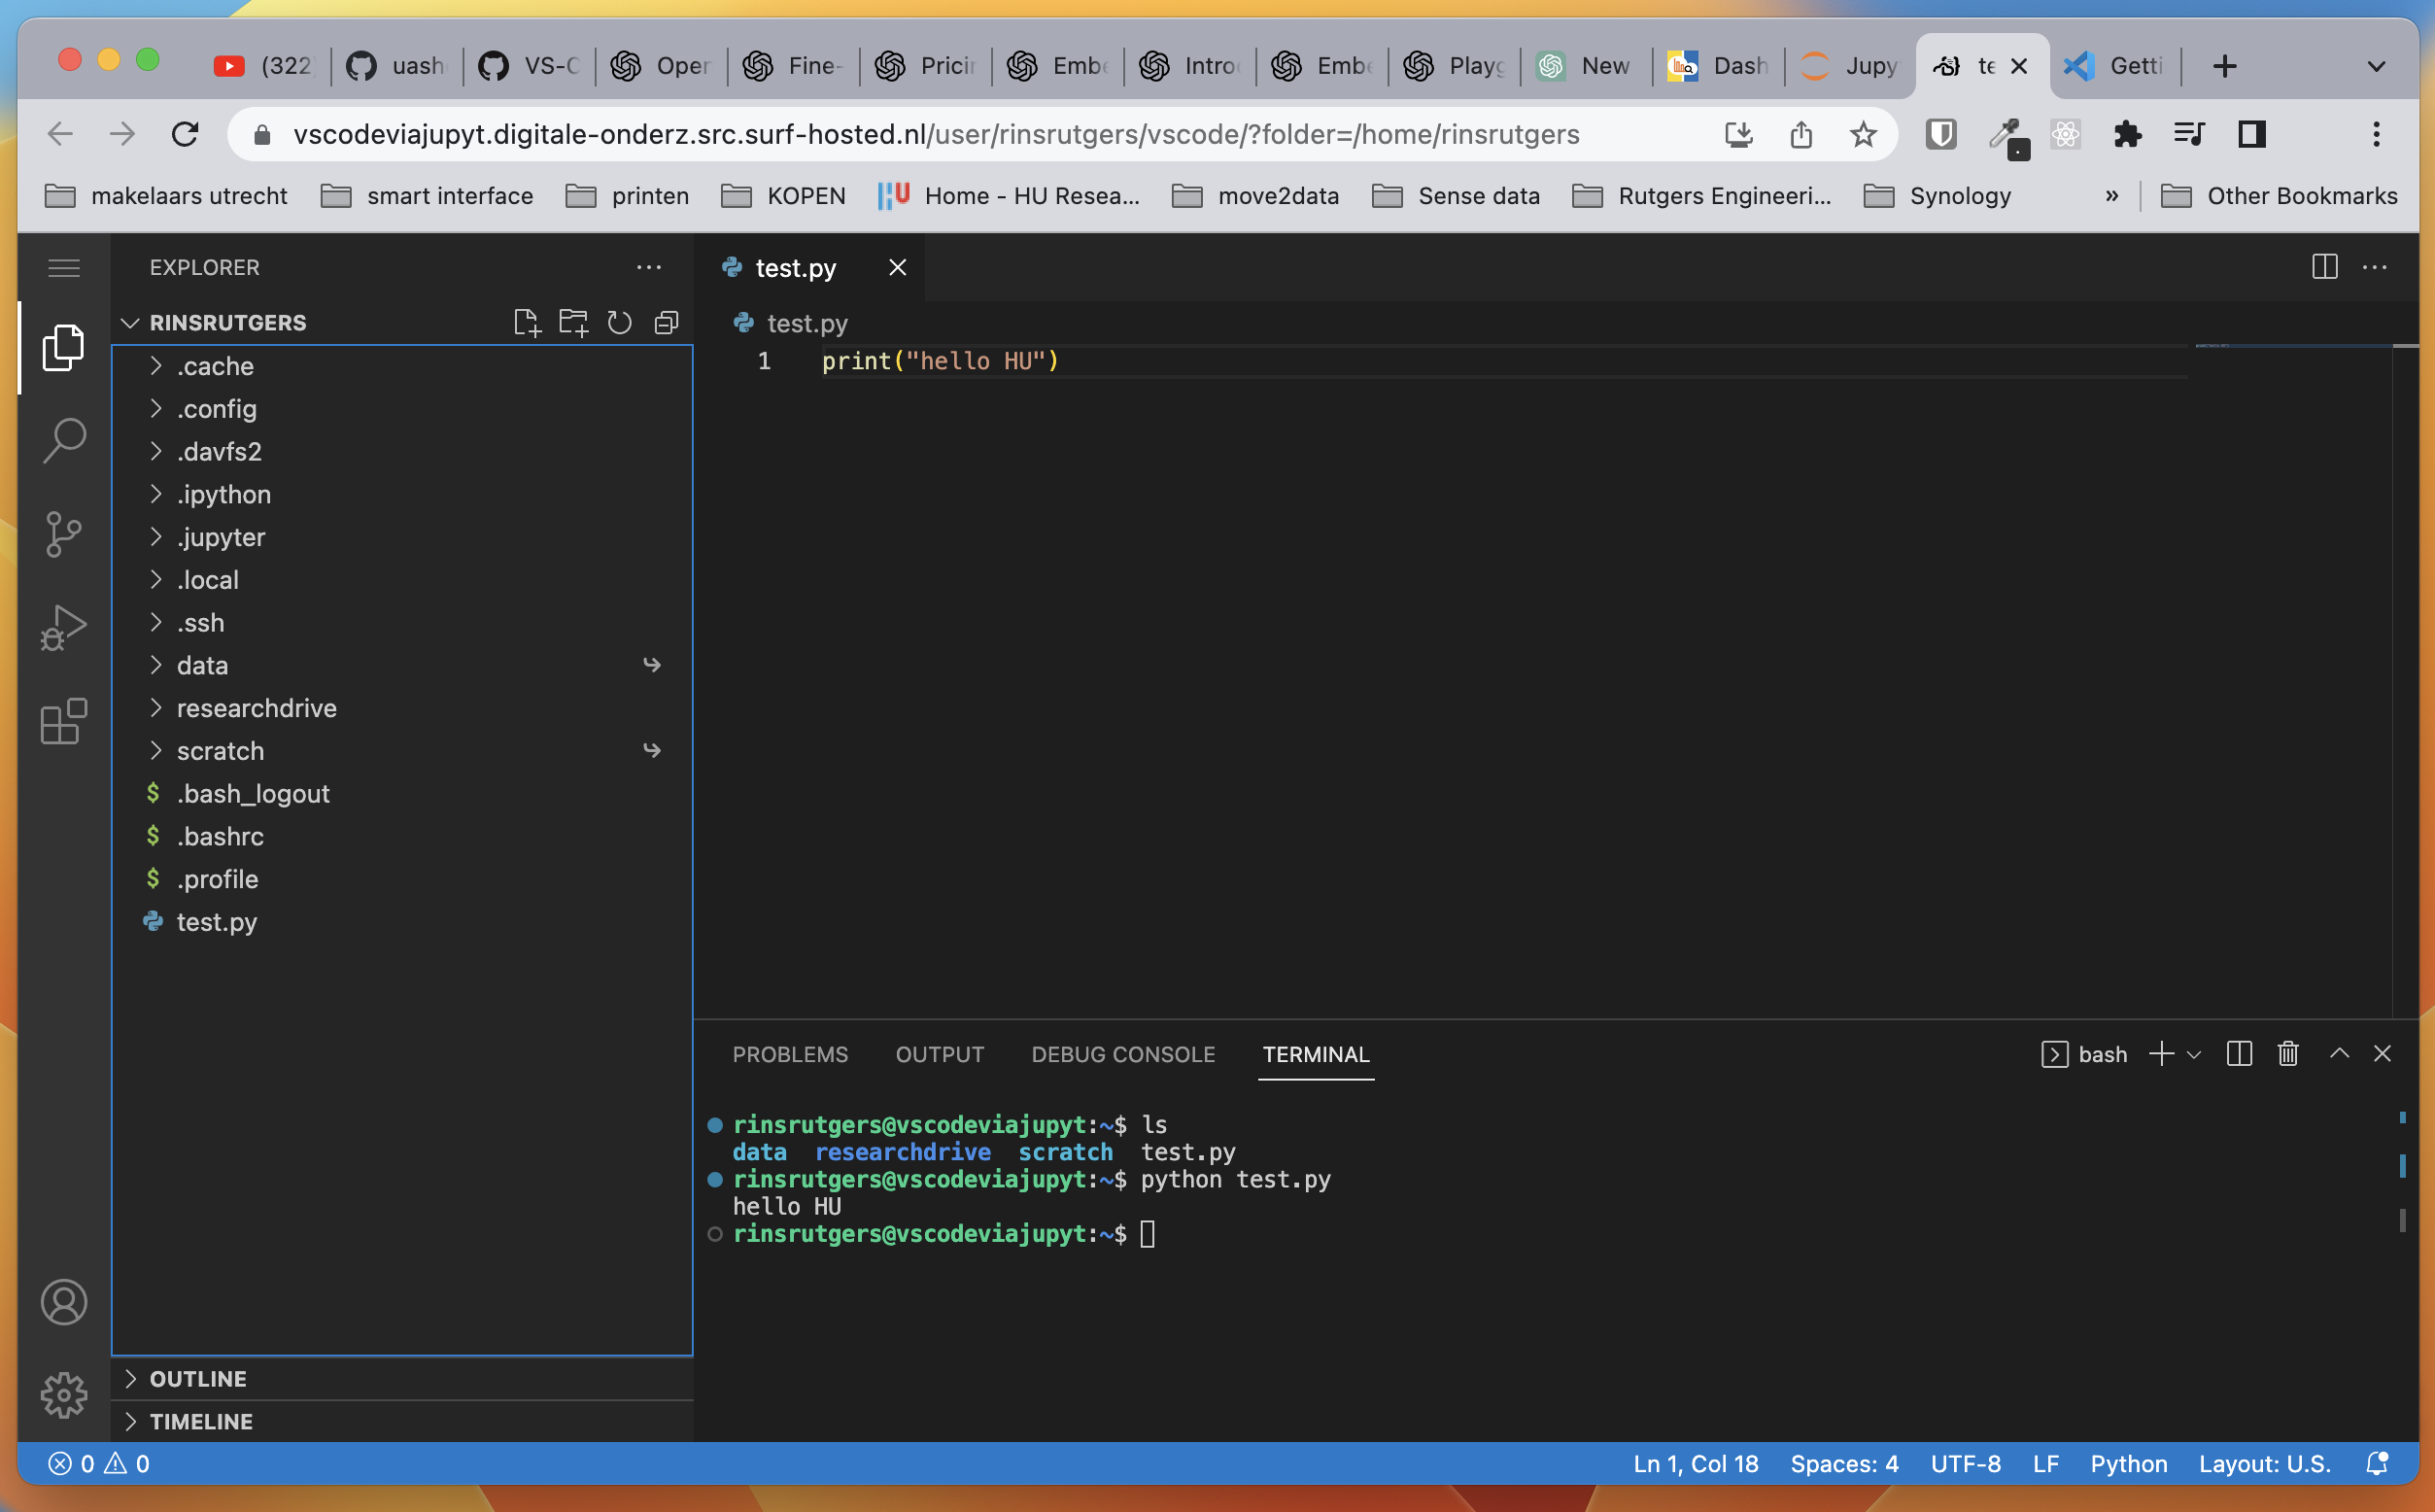 (322
uash
VS-C
Oper
Fine-
Pricin
Embe
Intro
Embe
Playg
New
Dash
Jupy
te
Getti
vscodeviajupyt.digitale-onderz.src.surf-hosted.nl/user/rinsrutgers/vscode/?folder=/home/rinsrutgers
makelaars utrecht
smart interface
printen
KOPEN
Home - HU Resea...
move2data
Sense data
Rutgers Engineeri...
Synology
»
Other Bookmarks
EXPLORER
RINSRUTGERS
.cache
.config
.davfs2
.ipython
.jupyter
.local
.ssh
data
researchdrive
scratch
$ .bash_logout
$ .bashrc
$ .profile
test.py
OUTLINE
TIMELINE
test.py
test.py
1 print("hello HU")
PROBLEMS
OUTPUT
DEBUG CONSOLE
TERMINAL
bash
rinsrutgers@vscodeviajupyt:~$ ls
data researchdrive scratch test.py
rinsrutgers@vscodeviajupyt:~$ python test.py
hello HU
rinsrutgers@vscodeviajupyt:~$
0 0
Ln 1, Col 18
Spaces: 4
UTF-8
LF
Python
Layout: U.S.